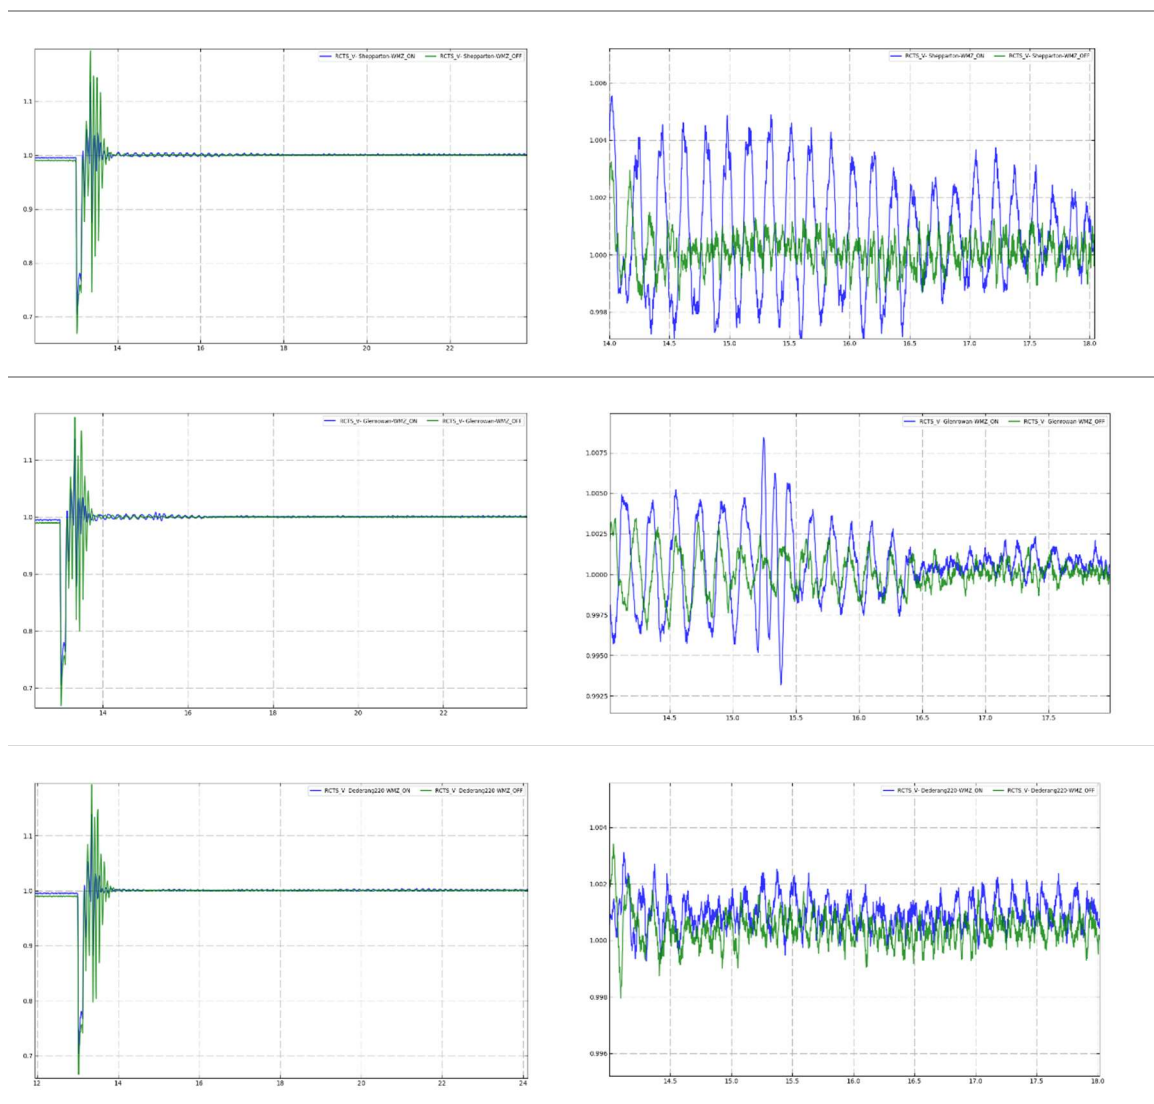 RCTS_V- Shepparton-WMZ_ON RCTS_V- Shepparton-WMZ_OFF
1.1
1.0
0.9
0.8
0.7
14 16 18 20 22
RCTS_V- Shepparton-WMZ_ON RCTS_V- Shepparton-WMZ_OFF
1.006
1.004
1.002
1.000
0.998
14.0 14.5 15.0 15.5 16.0 16.5 17.0 17.5 18.0
RCTS_V- Glenrowan-WMZ_ON RCTS_V- Glenrowan-WMZ_OFF
1.1
1.0
0.9
0.8
0.7
14 16 18 20 22
RCTS_V- Glenrowan-WMZ_ON RCTS_V- Glenrowan-WMZ_OFF
1.0075
1.0050
1.0025
1.0000
0.9975
0.9950
0.9925
14.5 15.0 15.5 16.0 16.5 17.0 17.5
RCTS_V- Dederang220-WMZ_ON RCTS_V- Dederang220-WMZ_OFF
1.1
1.0
0.9
0.8
0.7
12 14 16 18 20 22 24
RCTS_V- Dederang220-WMZ_ON RCTS_V- Dederang220-WMZ_OFF
1.004
1.002
1.000
0.998
0.996
14.5 15.0 15.5 16.0 16.5 17.0 17.5 18.0